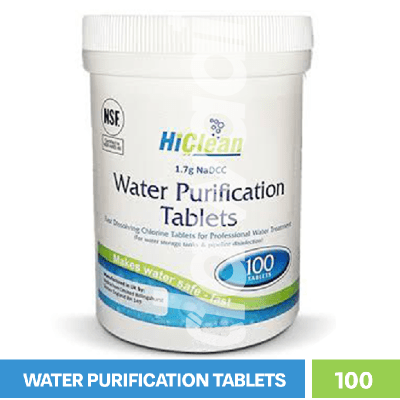 NSF
HiClean
1.7g NaDCC
Water Purification
Tablets
Fast Dissolving Chlorine Tablets for Professional Water Treatment
(For water storage tanks & potable disinfection)
Makes water safe - fast
100
TABLETS
WATER PURIFICATION TABLETS
100